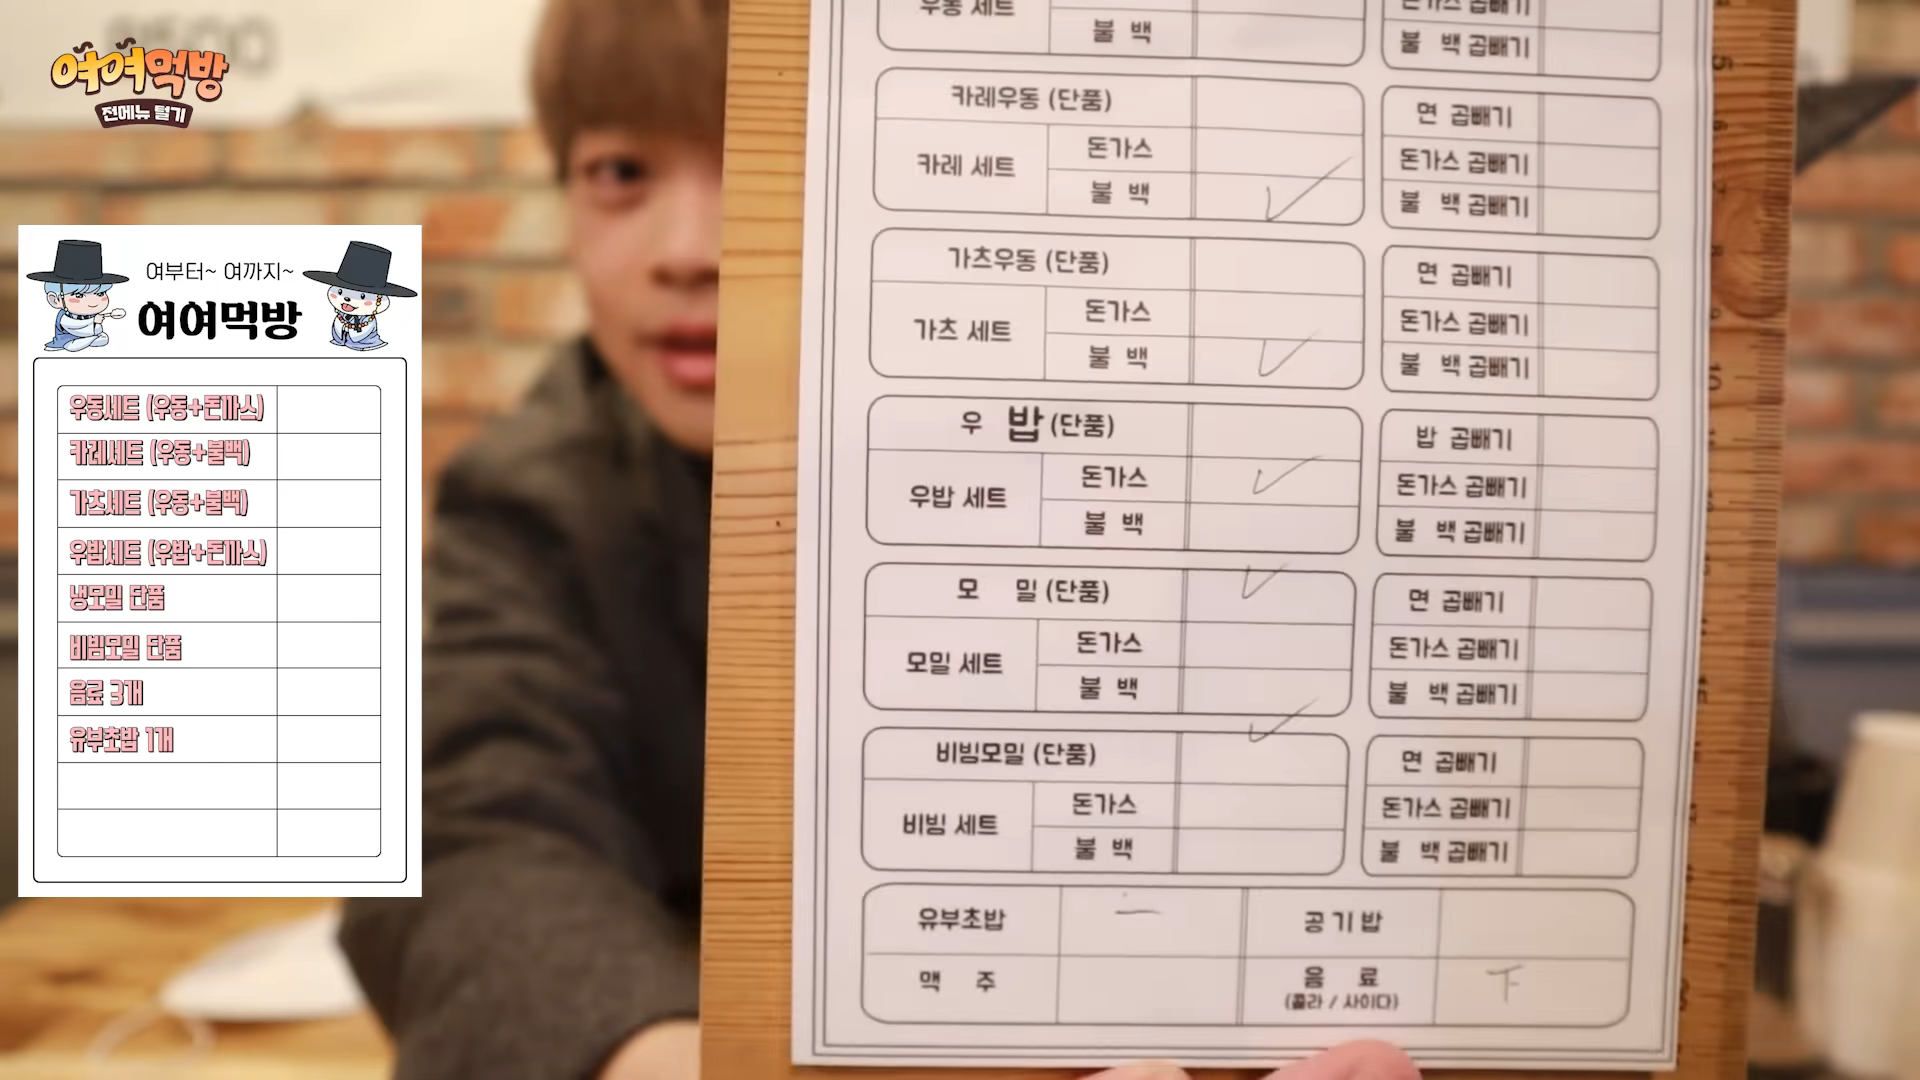 여여먹방
전메뉴 털기
여부터~ 여까지~
여여먹방
우동세트 (우동+돈까스)
카레세트 (우동+불백)
가츠세트 (우동+불백)
우밥세트 (우밥+돈까스)
냉모밀 단품
비빔모밀 단품
음료 3개
유부초밥 1개
우동 세트
불 백
돈가스 곱빼기
불 백 곱빼기
카레우동 (단품)
면 곱빼기
카레 세트
돈가스
돈가스 곱빼기
불 백
불 백 곱빼기
가츠우동 (단품)
면 곱빼기
가츠 세트
돈가스
돈가스 곱빼기
불 백
불 백 곱빼기
우 밥 (단품)
밥 곱빼기
우밥 세트
돈가스
돈가스 곱빼기
불 백
불 백 곱빼기
모 밀 (단품)
면 곱빼기
모밀 세트
돈가스
돈가스 곱빼기
불 백
불 백 곱빼기
비빔모밀 (단품)
면 곱빼기
비빔 세트
돈가스
돈가스 곱빼기
불 백
불 백 곱빼기
유부초밥
공기밥
맥 주
음 료
(콜라 / 사이다)